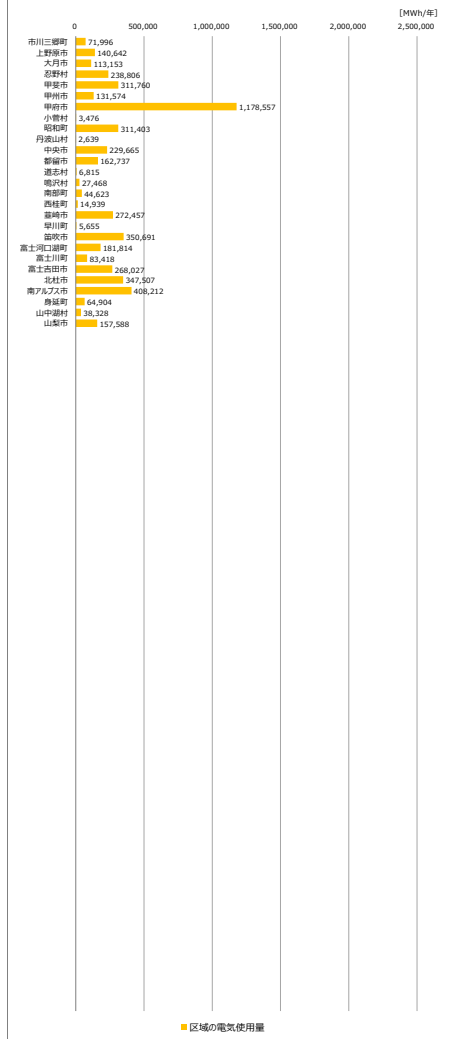 [MWh/年]
0 500,000 1,000,000 1,500,000 2,000,000 2,500,000
市川三郷町 71,996
上野原市 140,642
大月市 113,153
忍野村 238,806
甲斐市 311,760
甲州市 131,574
甲府市 1,178,557
小菅村 3,476
昭和町 311,403
丹波山村 2,639
中央市 229,665
都留市 162,737
道志村 6,815
鳴沢村 27,468
南部町 44,623
西桂町 14,939
韮崎市 272,457
早川町 5,655
笛吹市 350,691
富士河口湖町 181,814
富士川町 83,418
富士吉田市 268,027
北杜市 347,507
南アルプス市 408,212
身延町 64,904
山中湖村 38,328
山梨市 157,588
区域の電気使用量